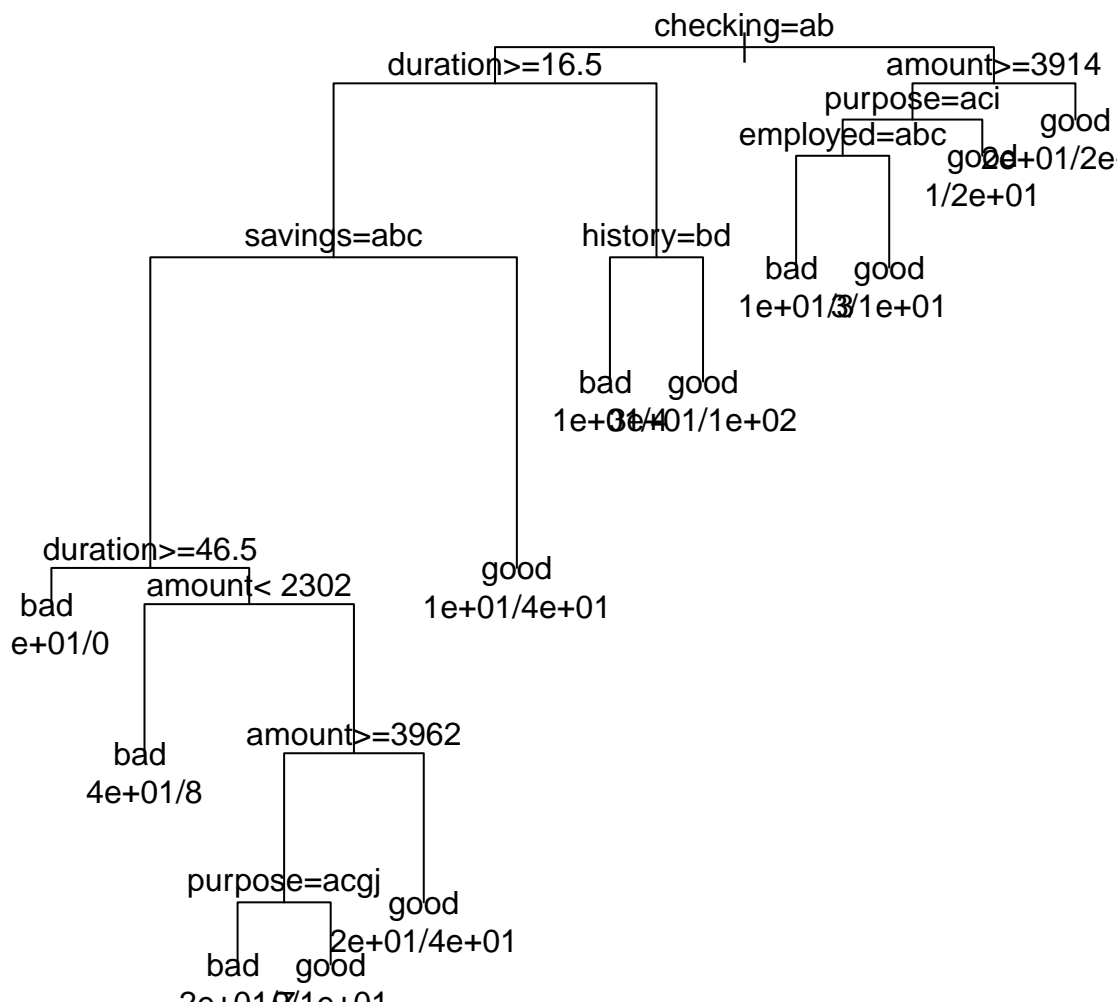 checking=ab
duration>=16.5
amount>=3914
purpose=aci
good
employed=abc
good
1/2e+01
savings=abc
history=bd
bad
good
bad
good
duration>=46.5
good
amount< 2302
1e+01/4e+01
bad
e+01/0
amount>=3962
bad
4e+01/8
purpose=acgj
good
2e+01/4e+01
bad
good